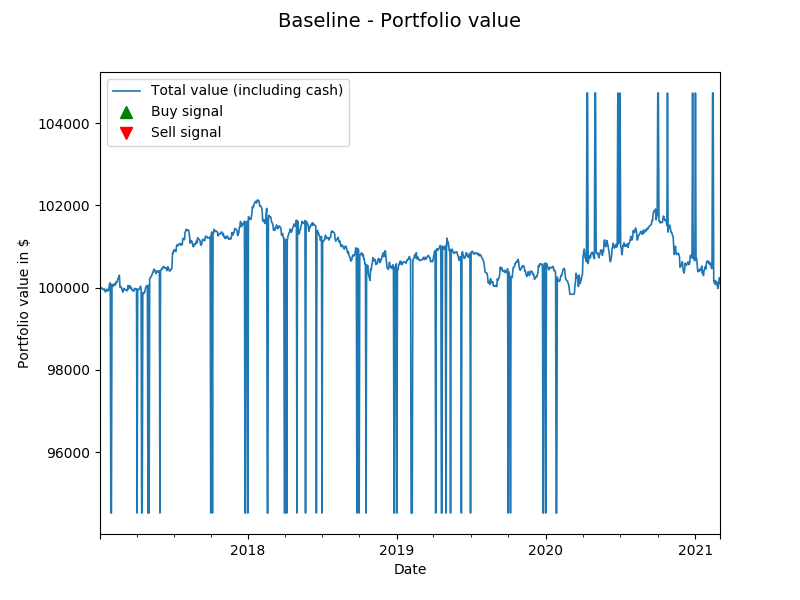 Baseline - Portfolio value
Total value (including cash)
Buy signal
Sell signal
Portfolio value in $
104000
102000
100000
98000
96000
2018
2019
2020
2021
Date